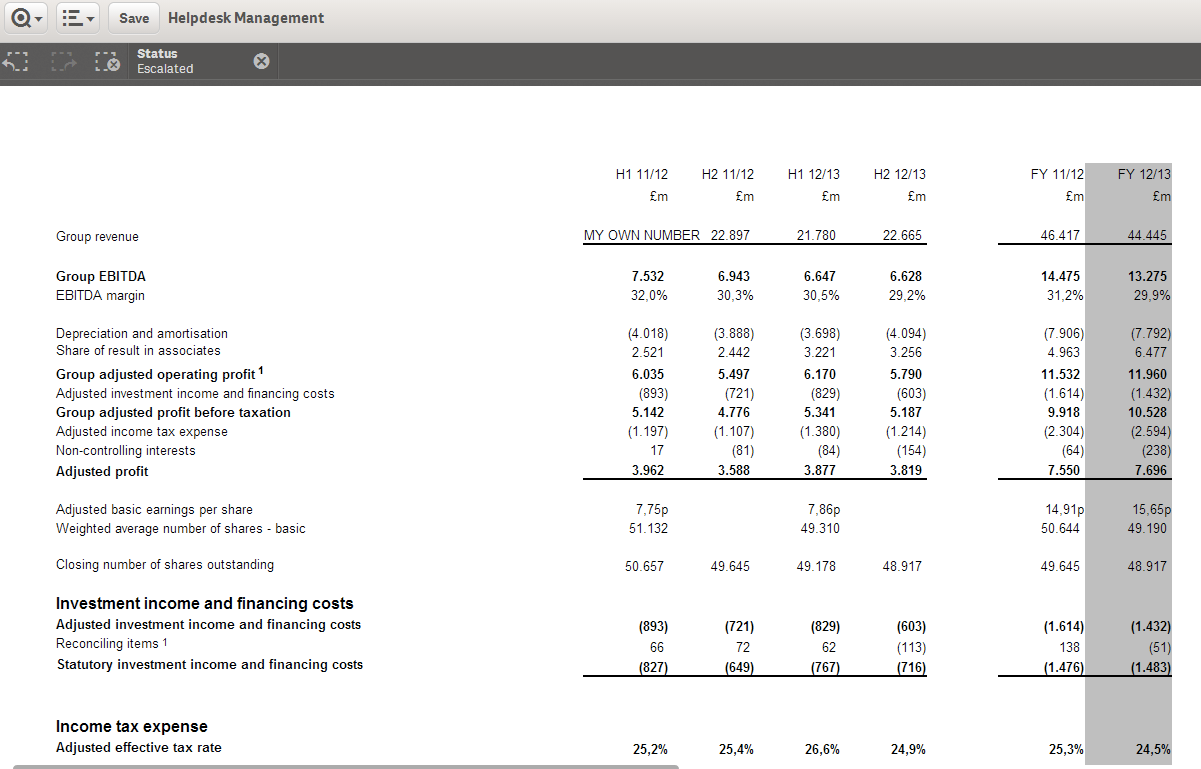 Save Helpdesk Management
Status
Escalated
H1 11/12 H2 11/12 H1 12/13 H2 12/13 FY 11/12 FY 12/13
£m £m £m £m £m £m
Group revenue MY OWN NUMBER 22.897 21.780 22.665 46.417 44.445
Group EBITDA 7.532 6.943 6.647 6.628 14.475 13.275
EBITDA margin 32,0% 30,3% 30,5% 29,2% 31,2% 29,9%
Depreciation and amortisation (4.018) (3.888) (3.698) (4.094) (7.906) (7.792)
Share of result in associates 2.521 2.442 3.221 3.256 4.963 6.477
Group adjusted operating profit 1 6.035 5.497 6.170 5.790 11.532 11.960
Adjusted investment income and financing costs (893) (721) (829) (603) (1.614) (1.432)
Group adjusted profit before taxation 5.142 4.776 5.341 5.187 9.918 10.528
Adjusted income tax expense (1.197) (1.107) (1.380) (1.214) (2.304) (2.594)
Non-controlling interests 17 (81) (84) (154) (64) (238)
Adjusted profit 3.962 3.588 3.877 3.819 7.550 7.696
Adjusted basic earnings per share 7,75p 7,86p 14,91p 15,65p
Weighted average number of shares - basic 51.132 49.310 50.644 49.190
Closing number of shares outstanding 50.657 49.645 49.178 48.917 49.645 48.917
Investment income and financing costs
Adjusted investment income and financing costs (893) (721) (829) (603) (1.614) (1.432)
Reconciling items 1 66 72 62 (113) 138 (51)
Statutory investment income and financing costs (827) (649) (767) (716) (1.476) (1.483)
Income tax expense
Adjusted effective tax rate 25,2% 25,4% 26,6% 24,9% 25,3% 24,5%